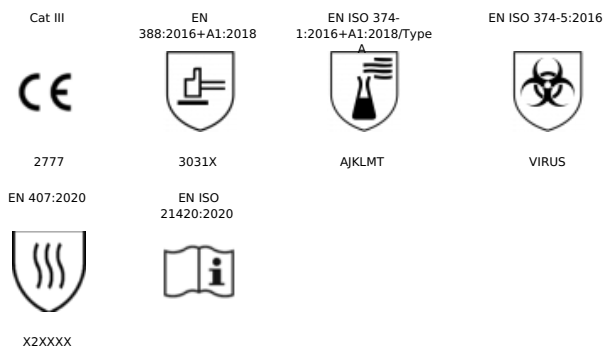 Cat III
EN
388:2016+A1:2018
EN ISO 374-
1:2016+A1:2018/Type
A
EN ISO 374-5:2016
CE
i
2777
3031X
AJKLMT
VIRUS
EN 407:2020
EN ISO
21420:2020
X2XXXX